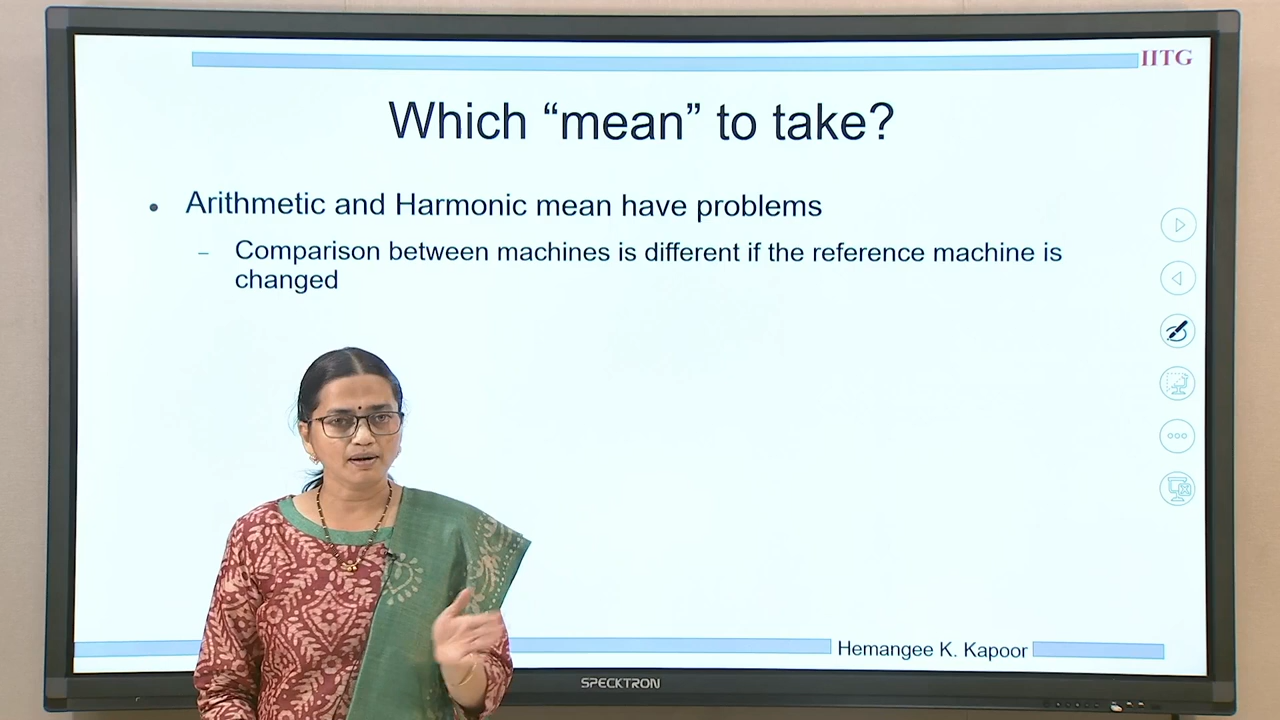 IITG
Which “mean” to take?
• Arithmetic and Harmonic mean have problems
– Comparison between machines is different if the reference machine is
changed
Hemangee K. Kapoor
SPECKTRON